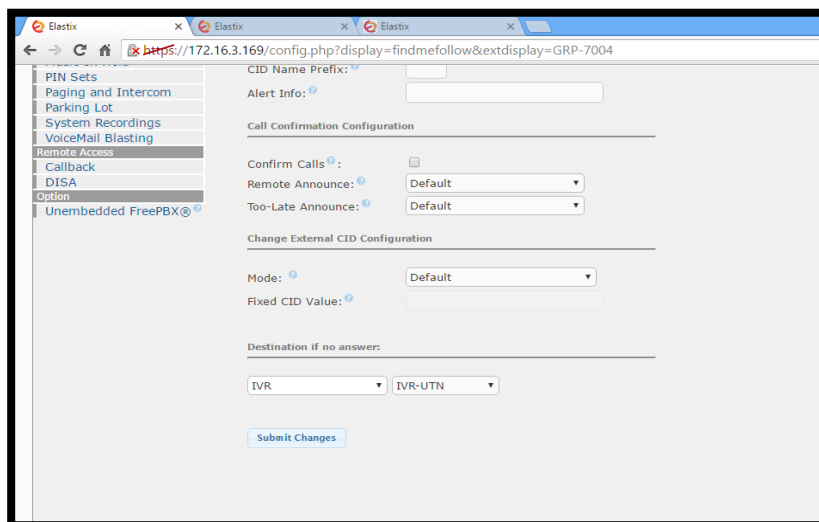 Elastix
Elastix
Elastix
https://172.16.3.169/config.php?display=findmefollow&extdisplay=GRP-7004
PIN Sets
Paging and Intercom
Parking Lot
System Recordings
VoiceMail Blasting
Remote Access
Callback
DISA
Option
Unembedded FreePBX®
CID Name Prefix:
Alert Info:
Call Confirmation Configuration
Confirm Calls :
Remote Announce: Default
Too-Late Announce: Default
Change External CID Configuration
Mode: Default
Fixed CID Value:
Destination if no answer:
IVR IVR-UTN
Submit Changes